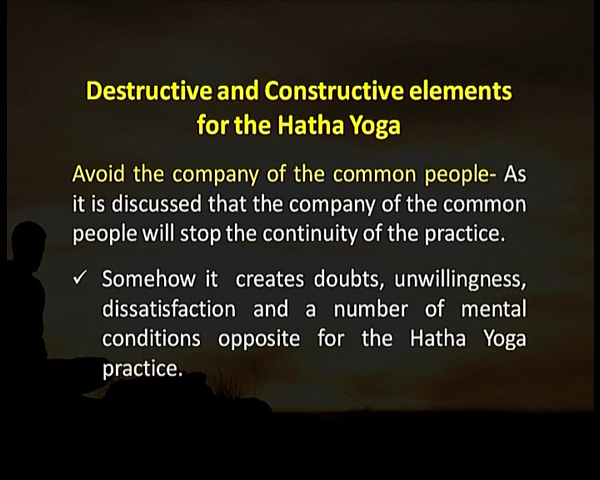 Destructive and Constructive elements
for the Hatha Yoga
Avoid the company of the common people- As
it is discussed that the company of the common
people will stop the continuity of the practice.
✓ Somehow it creates doubts, unwillingness,
dissatisfaction and a number of mental
conditions opposite for the Hatha Yoga
practice.